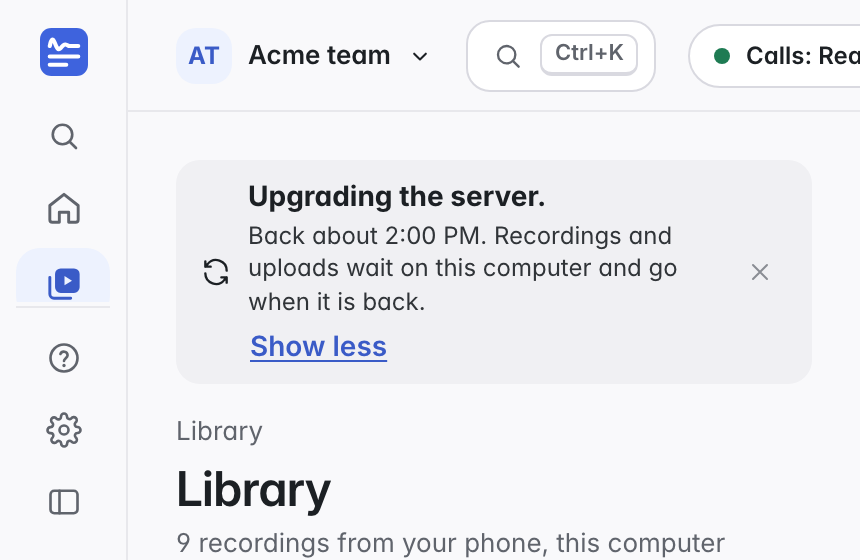 AT Acme team Ctrl+K Calls: Rea
Upgrading the server.
Back about 2:00 PM. Recordings and
uploads wait on this computer and go
when it is back.
Show less
Library
Library
9 recordings from your phone, this computer